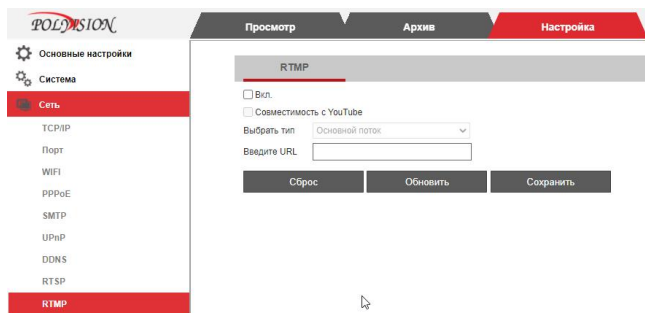 POLYVISION
Просмотр
Архив
Настройка
Основные настройки
Система
Сеть
TCP/IP
Порт
WIFI
PPPoE
SMTP
UPnP
DDNS
RTSP
RTMP
RTMP
Вкл.
Совместимость с YouTube
Выбрать тип Основной поток
Введите URL
Сброс Обновить Сохранить